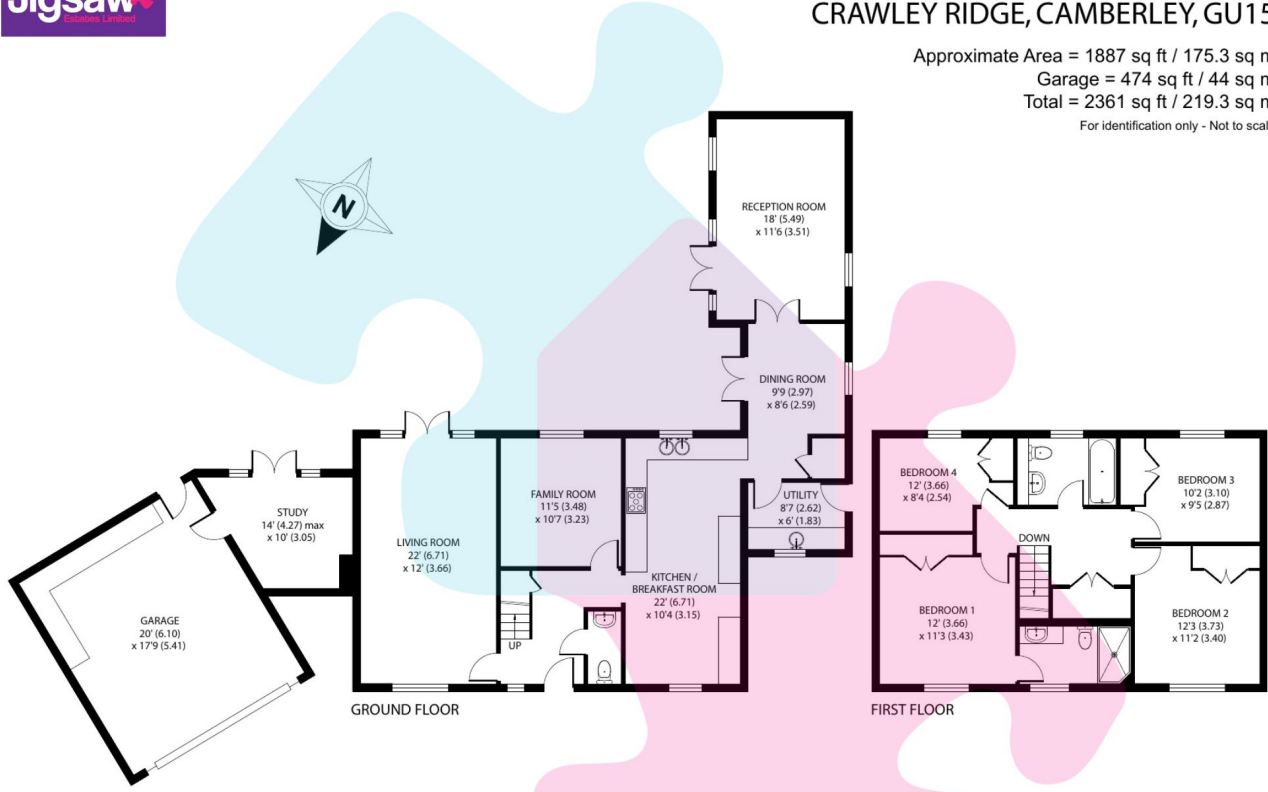 Jigsaw
Estates Limited
CRAWLEY RIDGE, CAMBERLEY, GU15
Approximate Area = 1887 sq ft / 175.3 sq m
Garage = 474 sq ft / 44 sq m
Total = 2361 sq ft / 219.3 sq m
For identification only - Not to scal
N
RECEPTION ROOM
18' (5.49)
x 11'6 (3.51)
DINING ROOM
9'9 (2.97)
x 8'6 (2.59)
UTILITY
8'7 (2.62)
x 6' (1.83)
FAMILY ROOM
11'5 (3.48)
x 10'7 (3.23)
STUDY
14' (4.27) max
x 10' (3.05)
LIVING ROOM
22' (6.71)
x 12' (3.66)
KITCHEN /
BREAKFAST ROOM
22' (6.71)
x 10'4 (3.15)
GARAGE
20' (6.10)
x 17'9 (5.41)
UP
GROUND FLOOR
BEDROOM 4
12' (3.66)
x 8'4 (2.54)
BEDROOM 3
10'2 (3.10)
x 9'5 (2.87)
DOWN
BEDROOM 1
12' (3.66)
x 11'3 (3.43)
BEDROOM 2
12'3 (3.73)
x 11'2 (3.40)
FIRST FLOOR